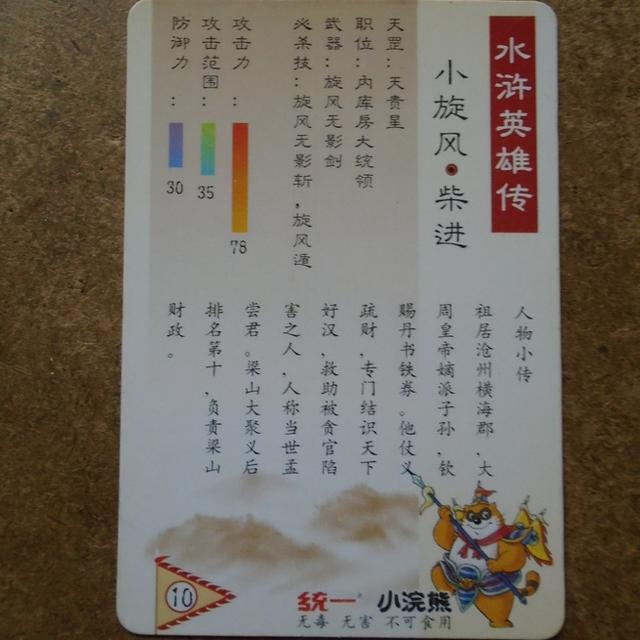 水浒英雄传
小旋风·柴进
天罡：天贵星
职位：内库房大统领
武器：旋风无影剑
必杀技：旋风无影斩，旋风遁
攻击力：
78
攻击范围：
35
防御力：
30
人物小传
祖居沧州横海郡，大
周皇帝嫡派子孙，钦
赐丹书铁券。他仗义
疏财，专门结识天下
好汉，救助被贪官陷
害之人，人称当世孟
尝君。梁山大聚义后
排名第十，负责梁山
财政。
10
统一 小浣熊
无毒 无害 不可食用